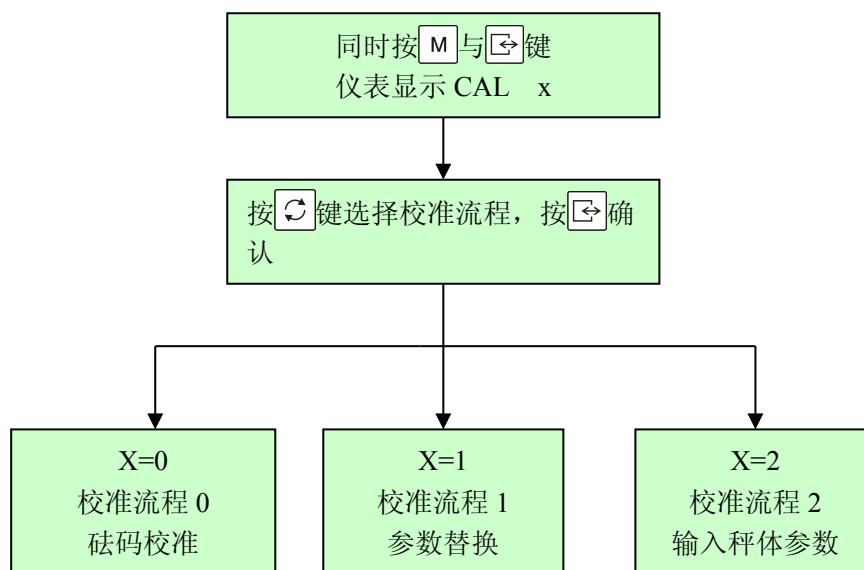 同时按 M 与键
仪表显示 CAL x
按键选择校准流程，按确
认
X=0
校准流程 0
砝码校准
X=1
校准流程 1
参数替换
X=2
校准流程 2
输入秤体参数